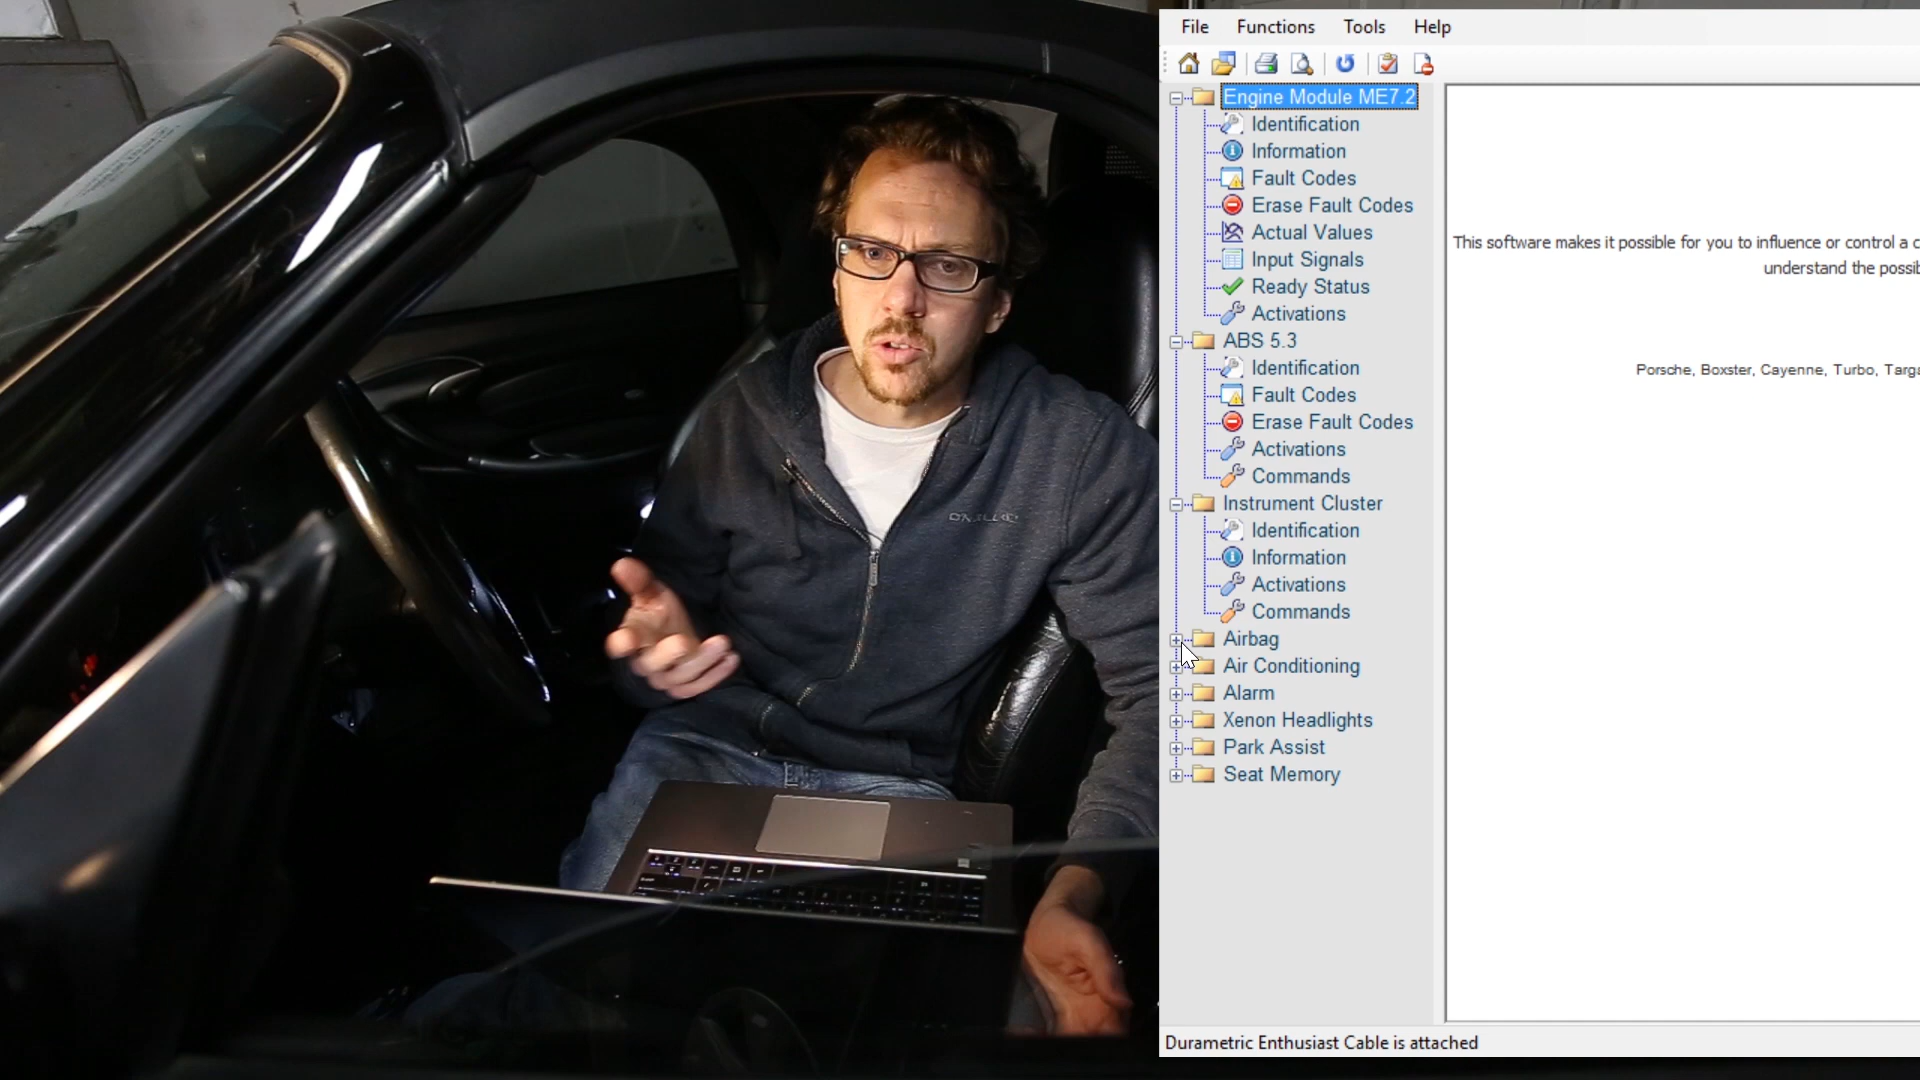 File Functions Tools Help
Engine Module ME7.2
Identification
Information
Fault Codes
Erase Fault Codes
Actual Values
Input Signals
Ready Status
Activations
ABS 5.3
Identification
Fault Codes
Erase Fault Codes
Activations
Commands
Instrument Cluster
Identification
Information
Activations
Commands
Airbag
Air Conditioning
Alarm
Xenon Headlights
Park Assist
Seat Memory
This software makes it possible for you to influence or control a c
understand the possib
Porsche, Boxster, Cayenne, Turbo, Targa
O'NEILL
Durametric Enthusiast Cable is attached